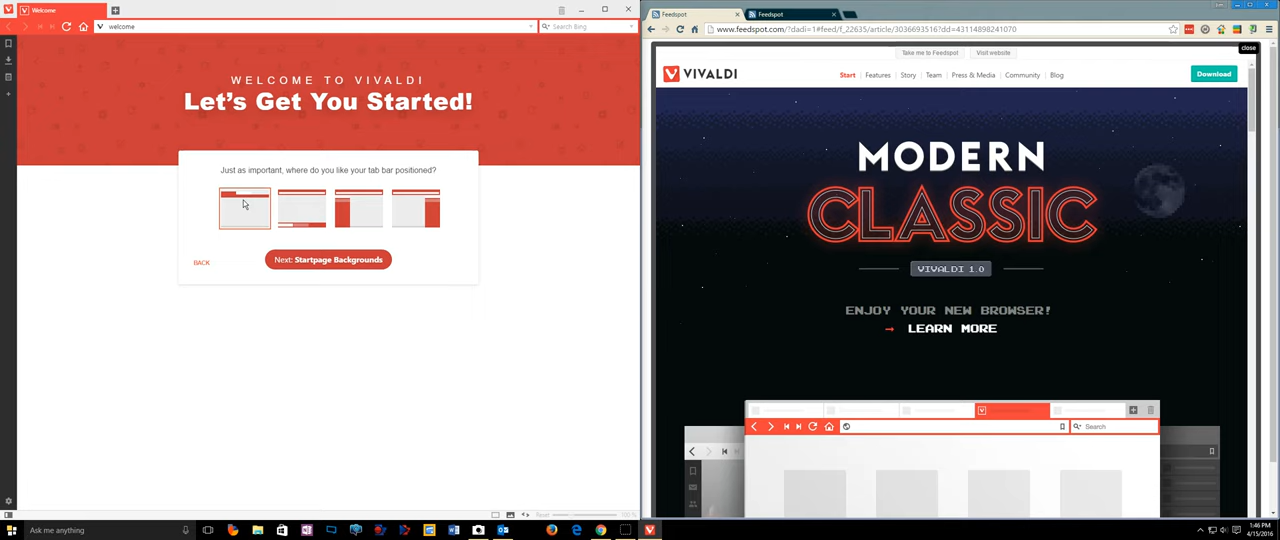 Welcome
welcome
Search Bing
WELCOME TO VIVALDI
Let's Get You Started!
Just as important, where do you like your tab bar positioned?
BACK
Next: Startpage Backgrounds
Reset
100 %
Ask me anything
Feedspot
Feedspot
www.feedspot.com/?dadi=1#feed/f_22635/article/3036693516?dd=43114898241070
close
Take me to Feedspot
Visit website
VIVALDI
Start
Features
Story
Team
Press & Media
Community
Blog
Download
MODERN
CLASSIC
VIVALDI 1.0
ENJOY YOUR NEW BROWSER!
→ LEARN MORE
Search
1:46 PM
4/15/2016